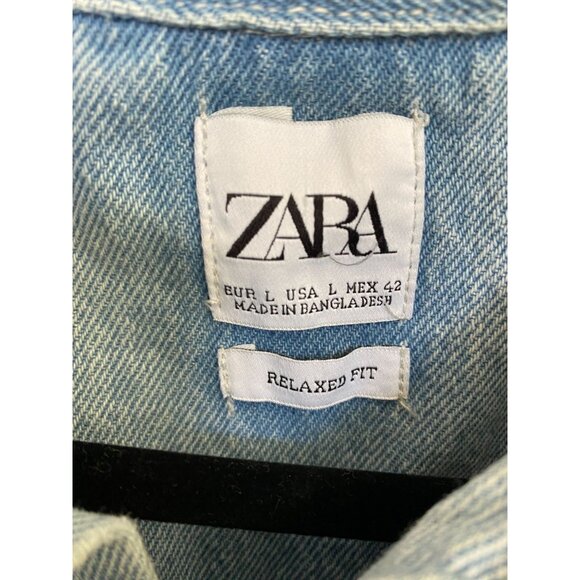 ZARA
EUR L USA L MEX 42
MADE IN BANGLADESH
RELAXED FIT